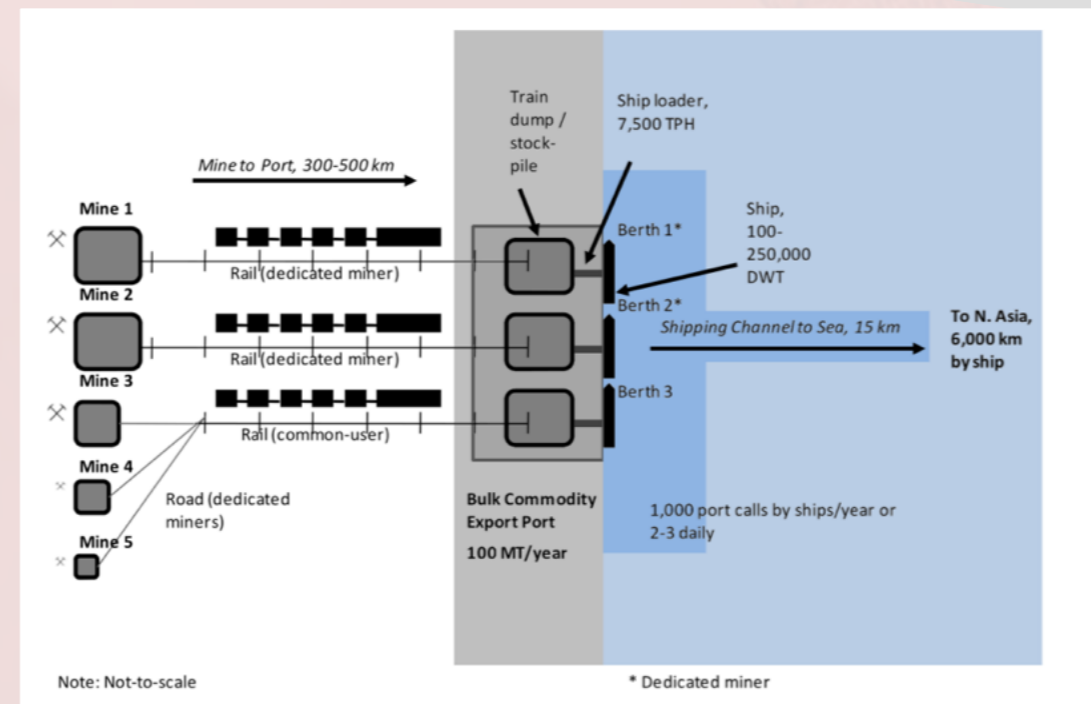 Mine to Port, 300-500 km
Train
dump /
stock-
pile
Ship loader,
7,500 TPH
Mine 1
Rail (dedicated miner)
Mine 2
Rail (dedicated miner)
Mine 3
Rail (common-user)
Mine 4
Mine 5
Road (dedicated
miners)
Berth 1*
Berth 2*
Berth 3
Ship,
100-
250,000
DWT
Shipping Channel to Sea, 15 km
To N. Asia,
6,000 km
by ship
Bulk Commodity
Export Port
100 MT/year
1,000 port calls by ships/year or
2-3 daily
Note: Not-to-scale
* Dedicated miner